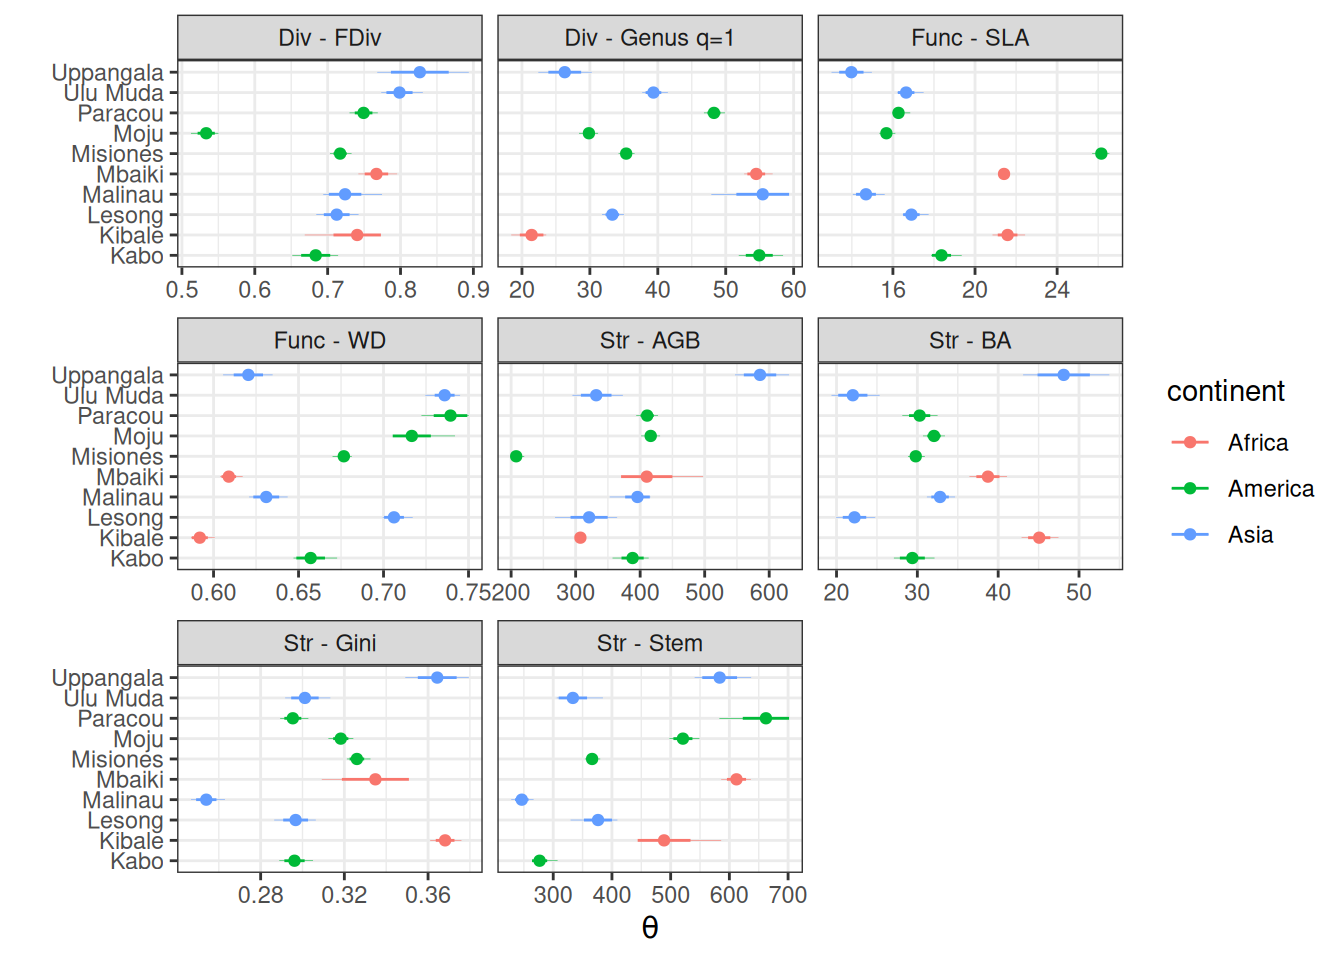 Div - FDiv
Div - Genus q=1
Func - SLA
Uppangala
Ulu Muda
Paracou
Moju
Misiones
Mbaiki
Malinau
Lesong
Kibale
Kabo
0.5 0.6 0.7 0.8 0.9
20 30 40 50 60
16 20 24
Func - WD
Str - AGB
Str - BA
Uppangala
Ulu Muda
Paracou
Moju
Misiones
Mbaiki
Malinau
Lesong
Kibale
Kabo
0.60 0.65 0.70 0.75
200 300 400 500 600
20 30 40 50
Str - Gini
Str - Stem
Uppangala
Ulu Muda
Paracou
Moju
Misiones
Mbaiki
Malinau
Lesong
Kibale
Kabo
0.28 0.32 0.36
300 400 500 600 700
θ
continent
Africa
America
Asia